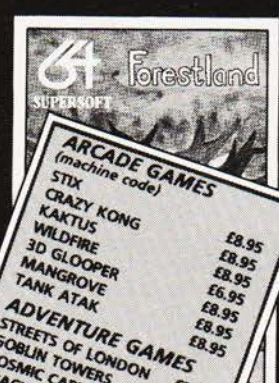 64
SUPERSOFT
Forestland
ARCADE GAMES
(machine code)
STIX £8.95
CRAZY KONG £8.95
KAKTUS £8.95
WILDFIRE £6.95
3D GLOOPER £8.95
MANGROVE £8.95
TANK ATAK £8.95
ADVENTURE GAMES
STREETS OF LONDON
GOBLIN TOWERS